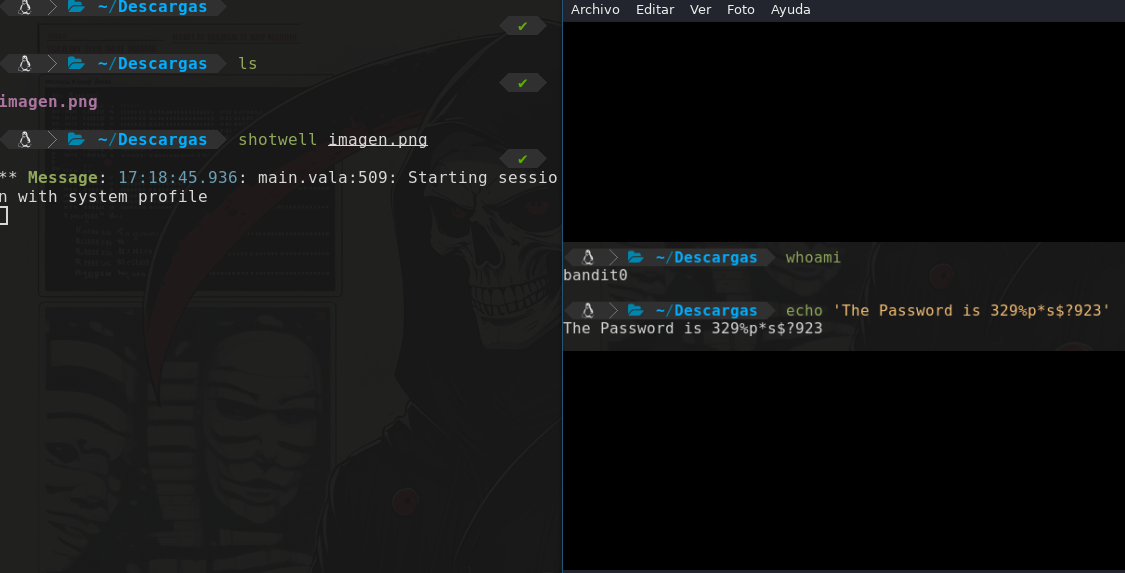 ~/Descargas
✔
~/Descargas ls
✔
imagen.png
~/Descargas shotwell imagen.png
✔
** Message: 17:18:45.936: main.vala:509: Starting sessio
n with system profile
Archivo Editar Ver Foto Ayuda
~/Descargas whoami
bandit0
~/Descargas echo 'The Password is 329%p*s$?923'
The Password is 329%p*s$?923